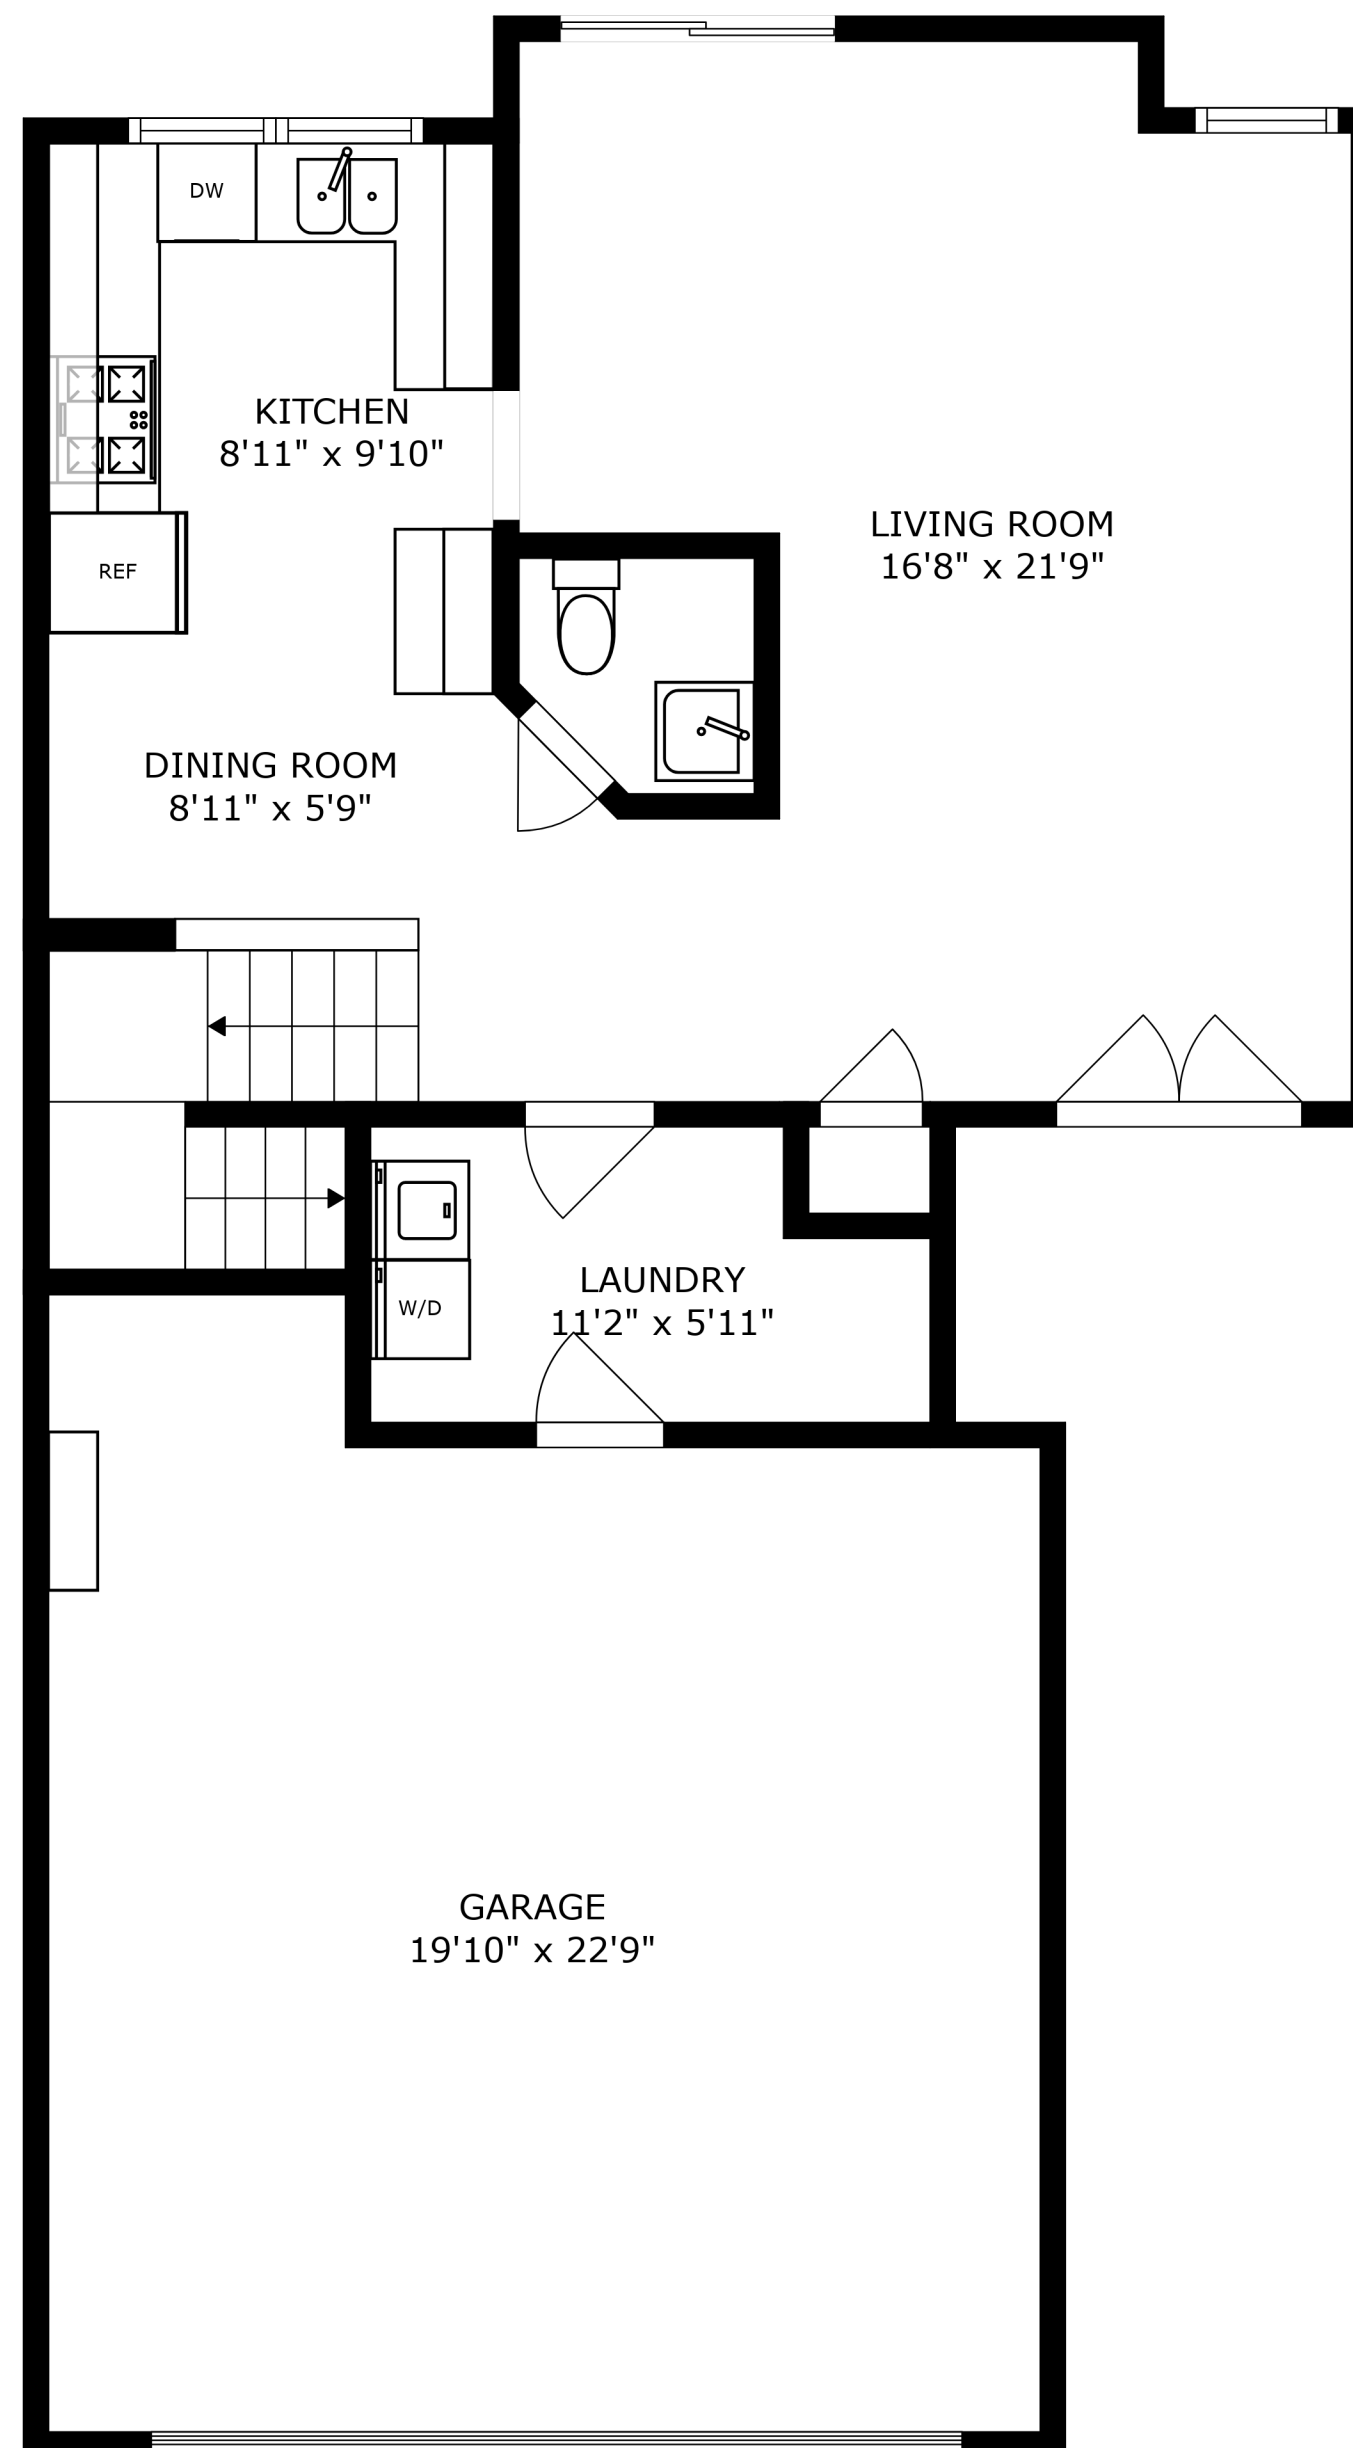 DW
KITCHEN
8'11" x 9'10"
LIVING ROOM
16'8" x 21'9"
REF
DINING ROOM
8'11" x 5'9"
LAUNDRY
11'2" x 5'11"
W/D
GARAGE
19'10" x 22'9"